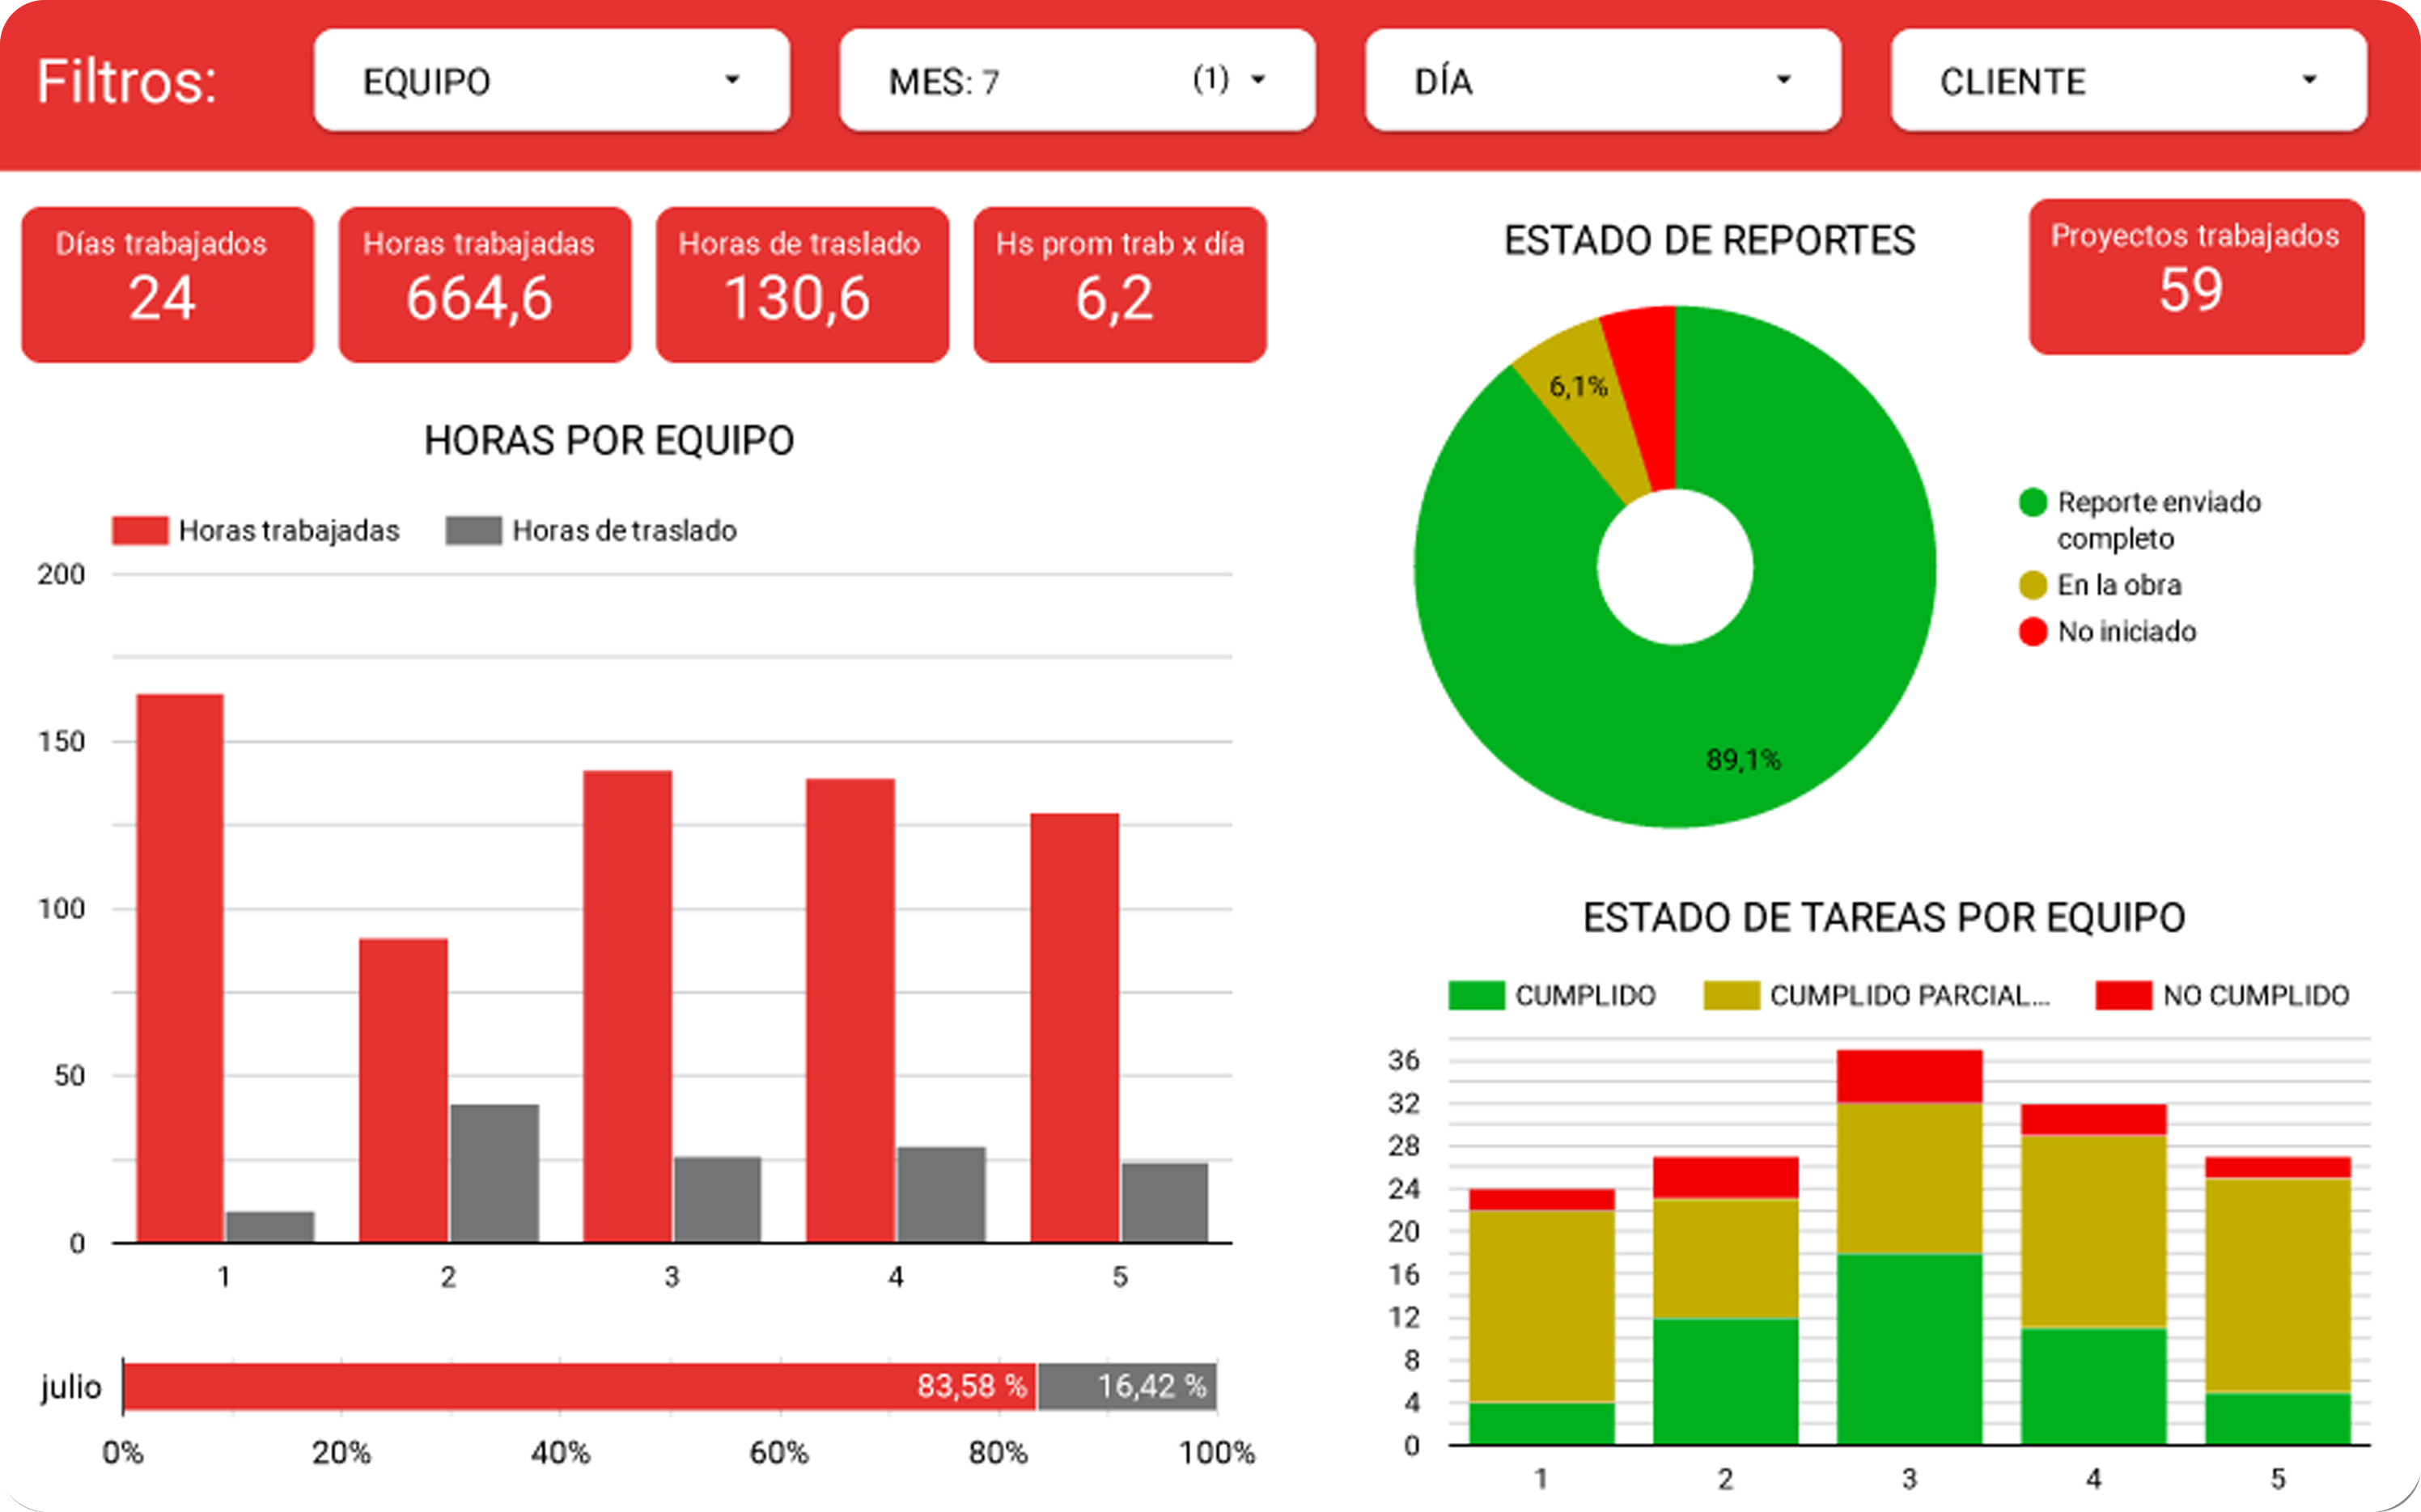 Filtros:
EQUIPO
MES: 7 (1)
DÍA
CLIENTE
Días trabajados
24
Horas trabajadas
664,6
Horas de traslado
130,6
Hs prom trab x día
6,2
ESTADO DE REPORTES
Proyectos trabajados
59
HORAS POR EQUIPO
Horas trabajadas
Horas de traslado
200
150
100
50
0
1 2 3 4 5
julio
83,58 %
16,42 %
0% 20% 40% 60% 80% 100%
6,1%
89,1%
Reporte enviado
completo
En la obra
No iniciado
ESTADO DE TAREAS POR EQUIPO
CUMPLIDO
CUMPLIDO PARCIAL...
NO CUMPLIDO
36
32
28
24
20
16
12
8
4
0
1 2 3 4 5